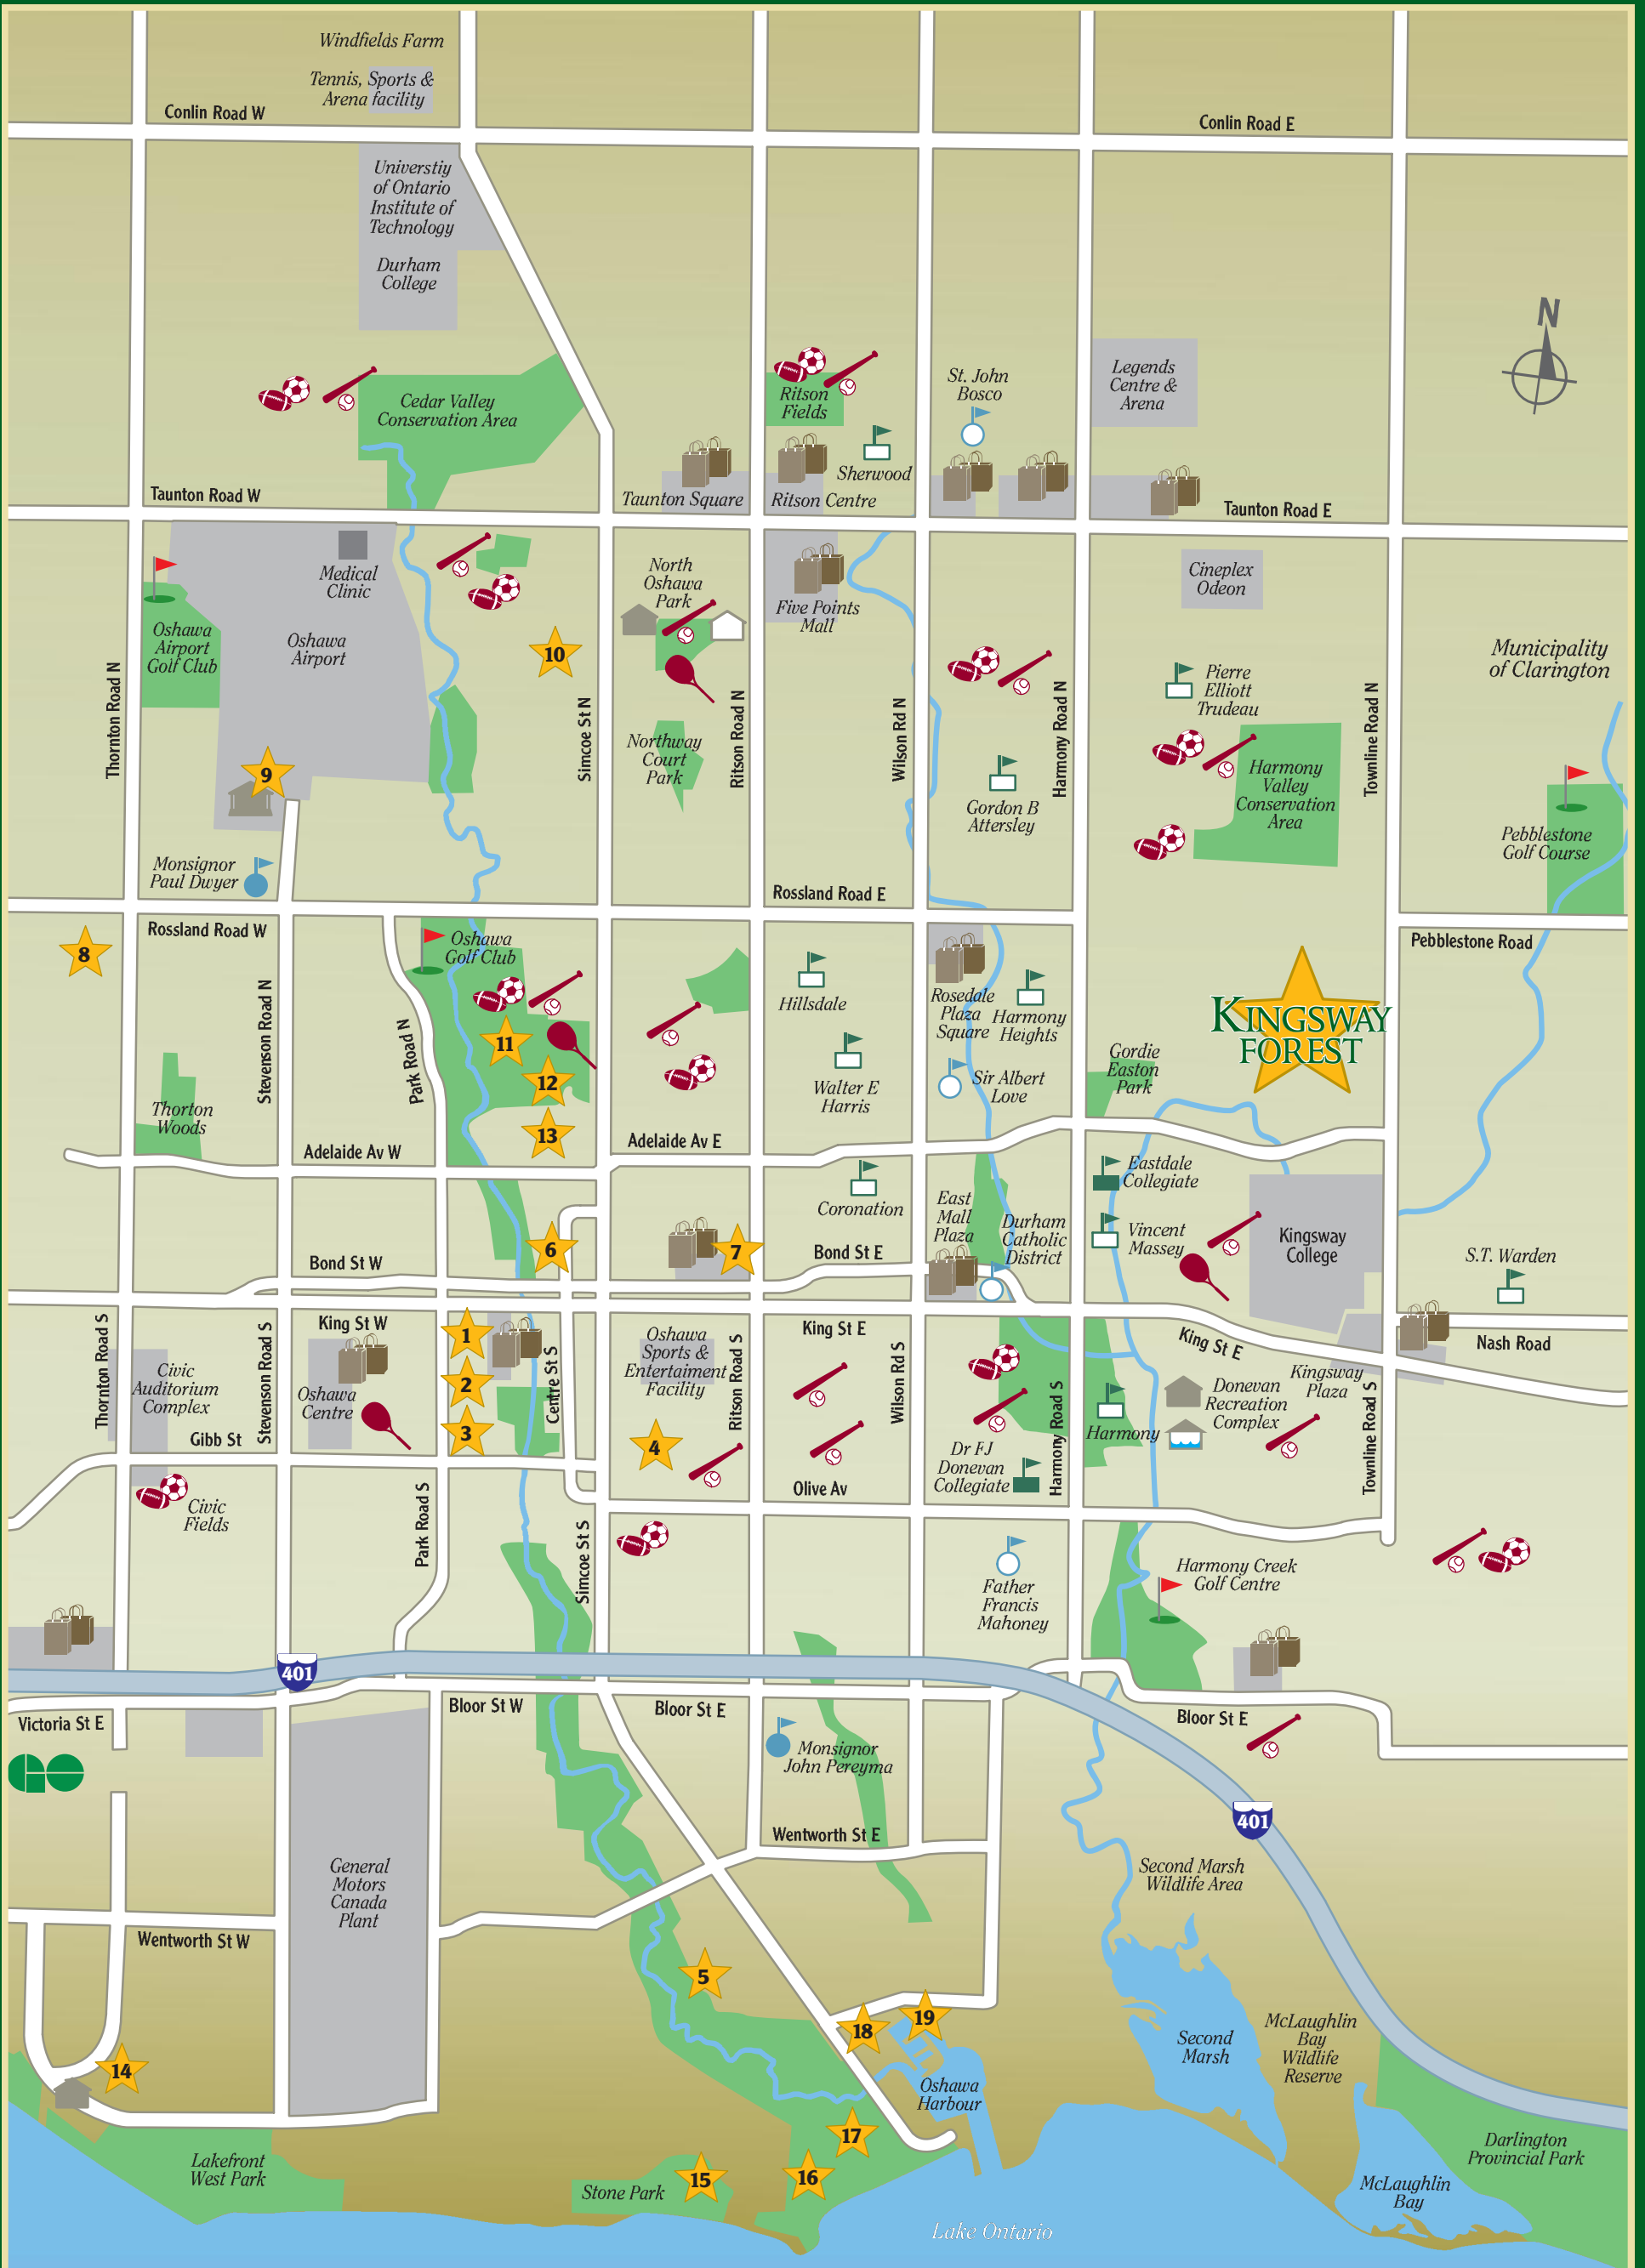 Windfields Farm
Tennis, Sports &
Arena facility
Conlin Road W
Conlin Road E
Universtiy
of Ontario
Institute of
Technology
Durham
College
N
Cedar Valley
Conservation Area
Ritson
Fields
St. John
Bosco
Legends
Centre &
Arena
Sherwood
Taunton Square
Ritson Centre
Taunton Road W
Taunton Road E
Medical
Clinic
North
Oshawa
Park
Five Points
Mall
Cineplex
Odeon
Oshawa
Airport
Golf Club
Oshawa
Airport
10
Municipality
of Clarington
Pierre
Elliott
Trudeau
Thornton Road N
Simcoe St N
Ritson Road N
Wilson Rd N
Harmony Road N
Townline Road N
Northway
Court
Park
9
Harmony
Valley
Conservation
Area
Gordon B
Attersley
Pebblestone
Golf Course
Monsignor
Paul Dwyer
Rossland Road E
Rossland Road W
Pebblestone Road
8
Oshawa
Golf Club
Hillsdale
Rosedale
Plaza
Square
Harmony
Heights
KINGSWAY
FOREST
Stevenson Road N
Park Road N
11
12
13
Walter E
Harris
Sir Albert
Love
Gordie
Easton
Park
Thorton
Woods
Adelaide Av W
Adelaide Av E
Eastdale
Collegiate
Coronation
East
Mall
Plaza
Durham
Catholic
District
Vincent
Massey
Kingsway
College
6
7
Bond St W
Bond St E
S.T. Warden
King St W
King St E
King St E
Nash Road
1
2
3
Oshawa
Sports &
Entertaiment
Facility
Thornton Road S
Stevenson Road S
Centre St S
Ritson Road S
Wilson Rd S
Harmony Road S
Townline Road S
Civic
Auditorium
Complex
Oshawa
Centre
Kingsway
Plaza
Donevan
Recreation
Complex
Harmony
Gibb St
4
Dr FJ
Donevan
Collegiate
Olive Av
Civic
Fields
Park Road S
Simcoe St S
Father
Francis
Mahoney
Harmony Creek
Golf Centre
401
Victoria St E
Bloor St W
Bloor St E
Bloor St E
GO
Monsignor
John Pereyma
401
Wentworth St E
General
Motors
Canada
Plant
Second Marsh
Wildlife Area
Wentworth St W
5
18
19
Second
Marsh
McLaughlin
Bay
Wildlife
Reserve
14
Oshawa
Harbour
17
Lakefront
West Park
Stone Park
15
16
Darlington
Provincial Park
McLaughlin
Bay
Lake Ontario